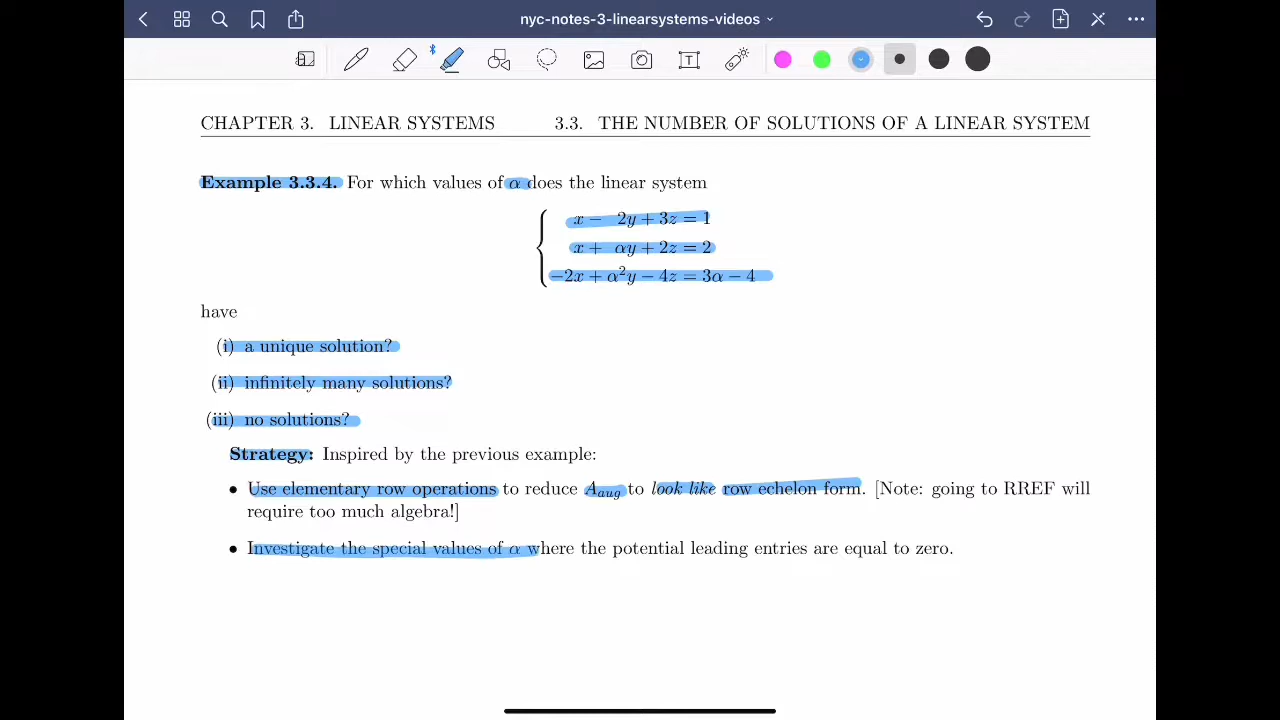 nyc-notes-3-linearsystems-videos
CHAPTER 3. LINEAR SYSTEMS 3.3. THE NUMBER OF SOLUTIONS OF A LINEAR SYSTEM
Example 3.3.4. For which values of α does the linear system
x − 2y + 3z = 1
x + αy + 2z = 2
−2x + α²y − 4z = 3α − 4
have
(i) a unique solution?
(ii) infinitely many solutions?
(iii) no solutions?
Strategy: Inspired by the previous example:
• Use elementary row operations to reduce A_aug to look like row echelon form. [Note: going to RREF will
require too much algebra!]
• Investigate the special values of α where the potential leading entries are equal to zero.